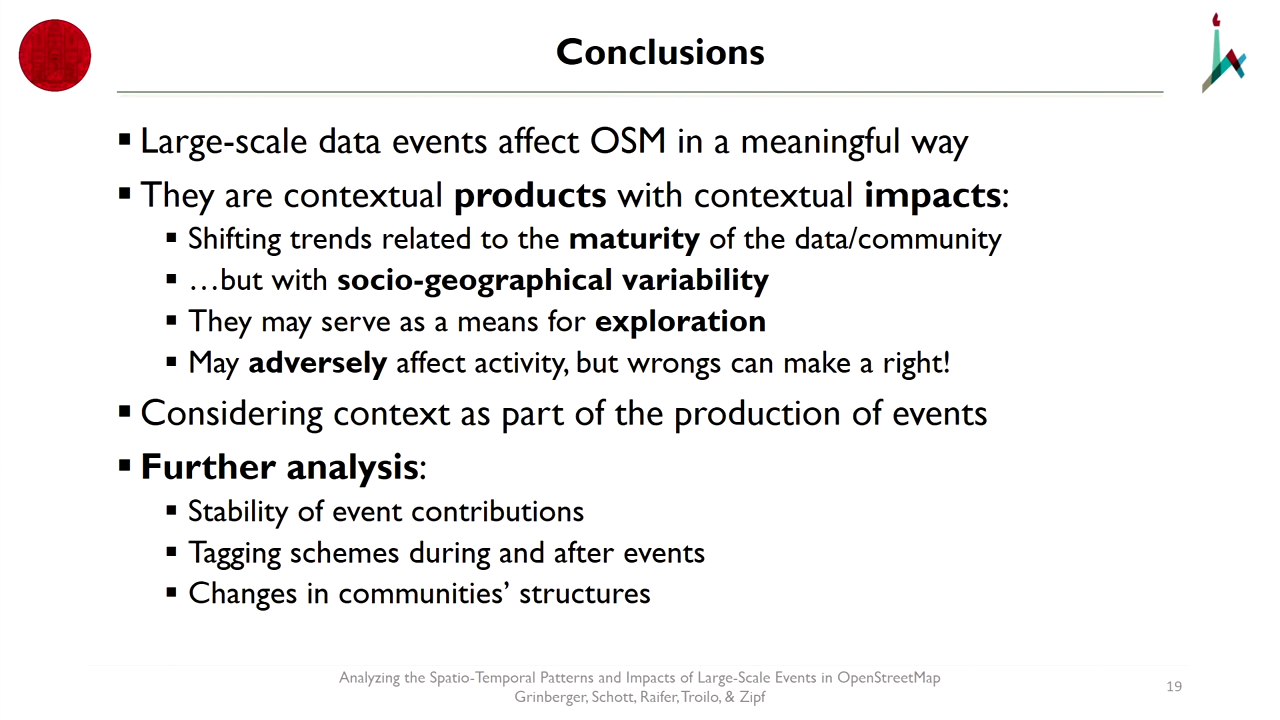 Conclusions
▪ Large-scale data events affect OSM in a meaningful way
▪ They are contextual products with contextual impacts:
▪ Shifting trends related to the maturity of the data/community
▪ …but with socio-geographical variability
▪ They may serve as a means for exploration
▪ May adversely affect activity, but wrongs can make a right!
▪ Considering context as part of the production of events
▪ Further analysis:
▪ Stability of event contributions
▪ Tagging schemes during and after events
▪ Changes in communities’ structures
Analyzing the Spatio-Temporal Patterns and Impacts of Large-Scale Events in OpenStreetMap
Grinberger, Schott, Raifer, Troilo, & Zipf
19